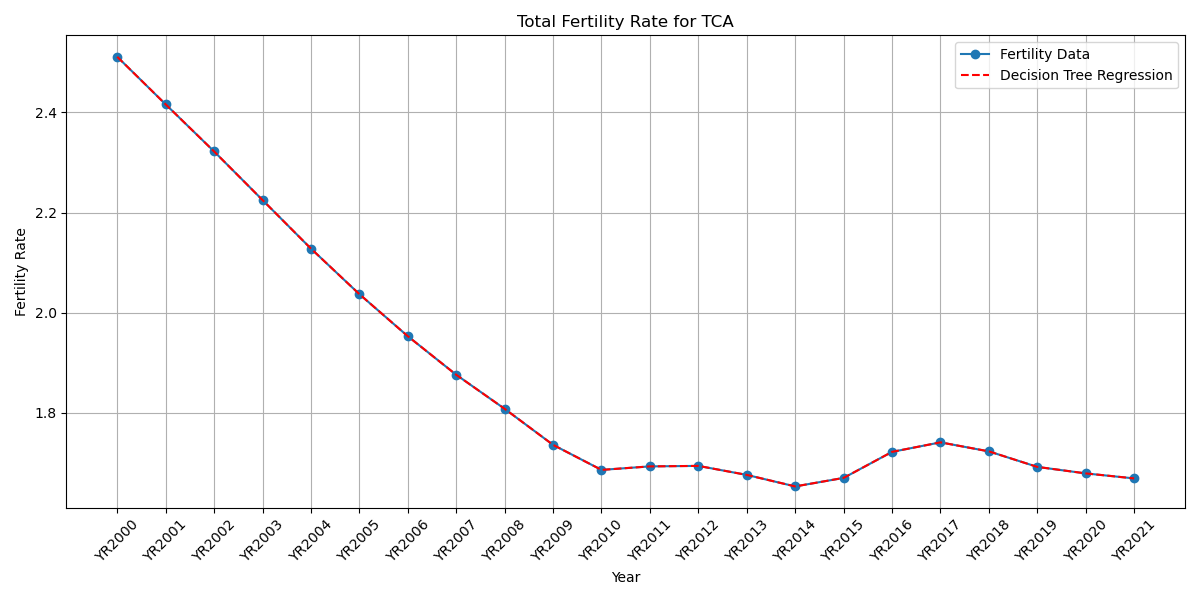 Total Fertility Rate for TCA
Fertility Data
Decision Tree Regression
Fertility Rate
2.4
2.2
2.0
1.8
YR2000
YR2001
YR2002
YR2003
YR2004
YR2005
YR2006
YR2007
YR2008
YR2009
YR2010
YR2011
YR2012
YR2013
YR2014
YR2015
YR2016
YR2017
YR2018
YR2019
YR2020
YR2021
Year